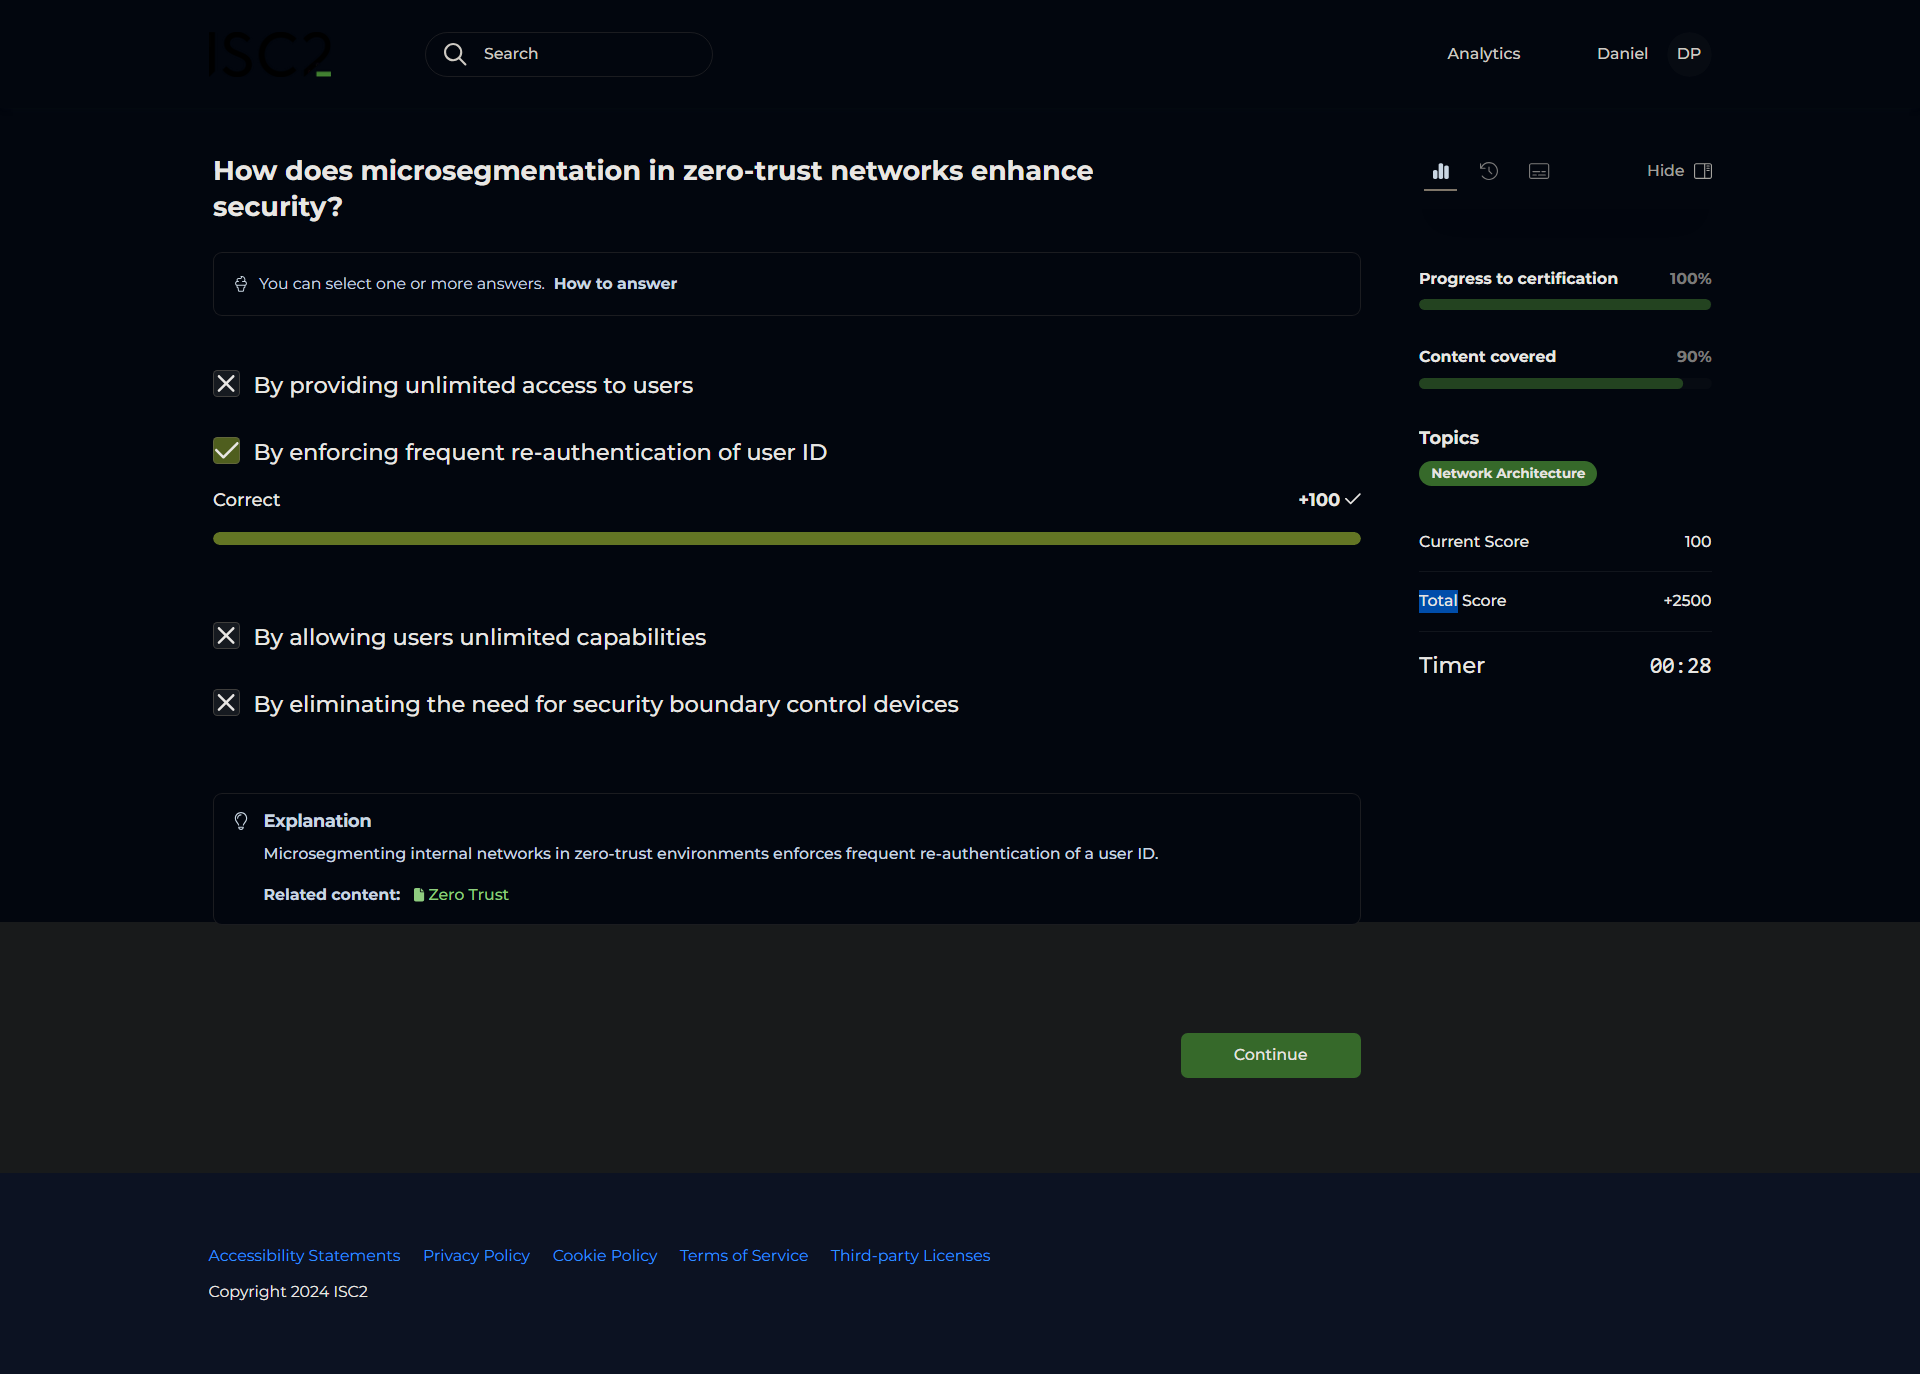 ISC2
Search
Analytics
Daniel
DP
How does microsegmentation in zero-trust networks enhance
security?
Hide
You can select one or more answers. How to answer
Progress to certification 100%
Content covered 90%
By providing unlimited access to users
By enforcing frequent re-authentication of user ID
Correct +100
Topics
Network Architecture
Current Score 100
Total Score +2500
Timer 00:28
By allowing users unlimited capabilities
By eliminating the need for security boundary control devices
Explanation
Microsegmenting internal networks in zero-trust environments enforces frequent re-authentication of a user ID.
Related content: Zero Trust
Continue
Accessibility Statements Privacy Policy Cookie Policy Terms of Service Third-party Licenses
Copyright 2024 ISC2